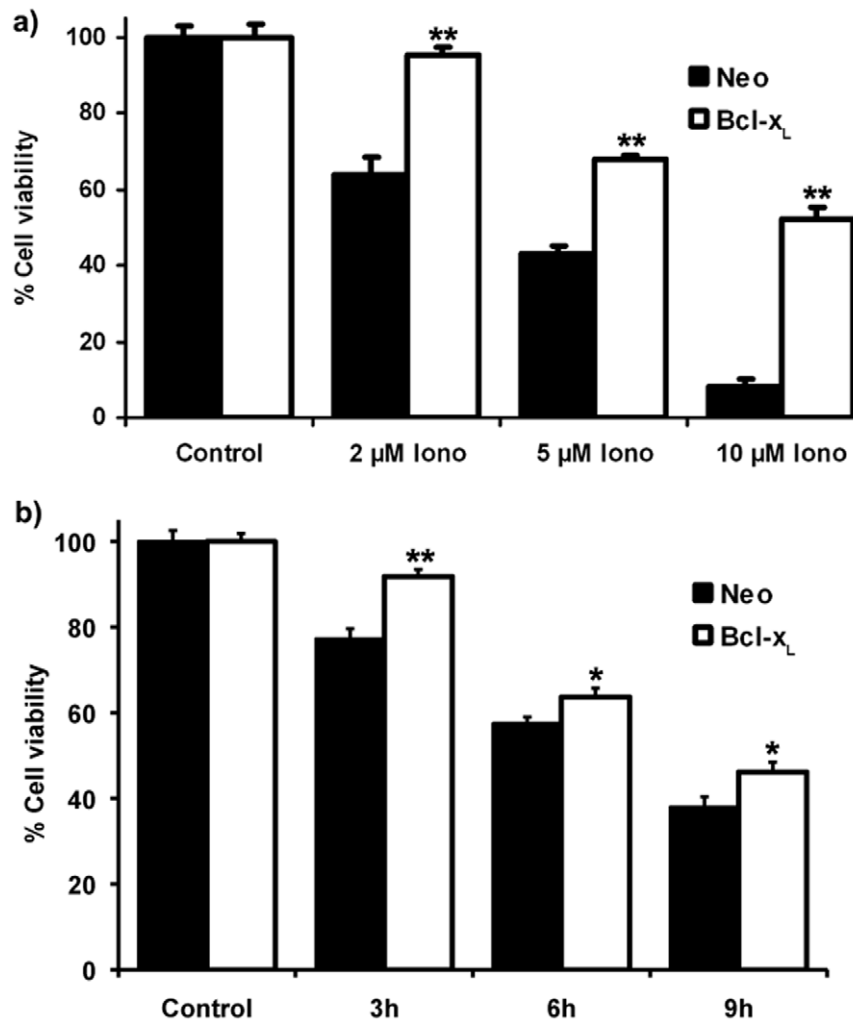 a)
% Cell viability
100
80
60
40
20
0
**
**
**
Neo
Bcl-xL
Control 2 µM Iono 5 µM Iono 10 µM Iono
b)
% Cell viability
100
80
60
40
20
0
**
*
*
Neo
Bcl-xL
Control 3h 6h 9h